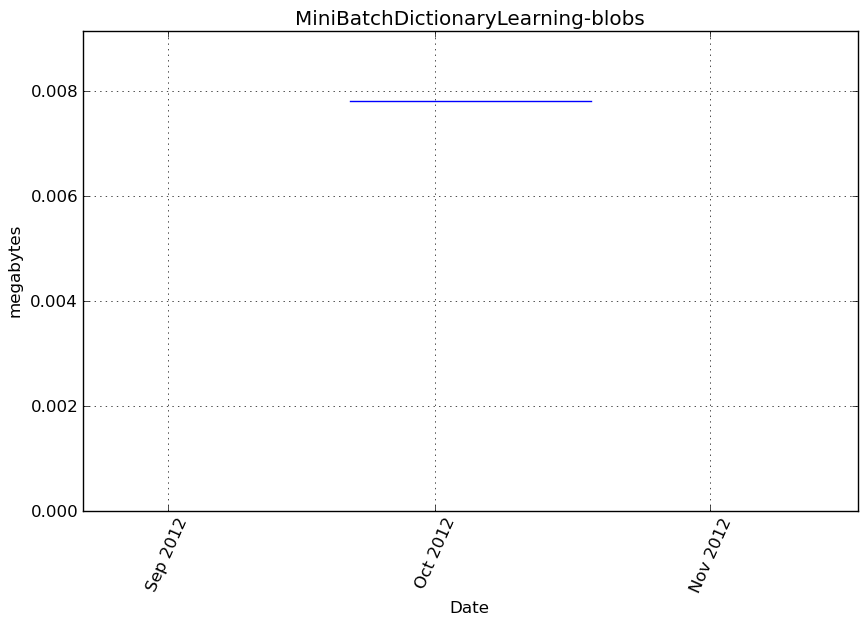 MiniBatchDictionaryLearning-blobs
0.008
0.006
0.004
0.002
0.000
megabytes
Sep 2012
Oct 2012
Nov 2012
Date